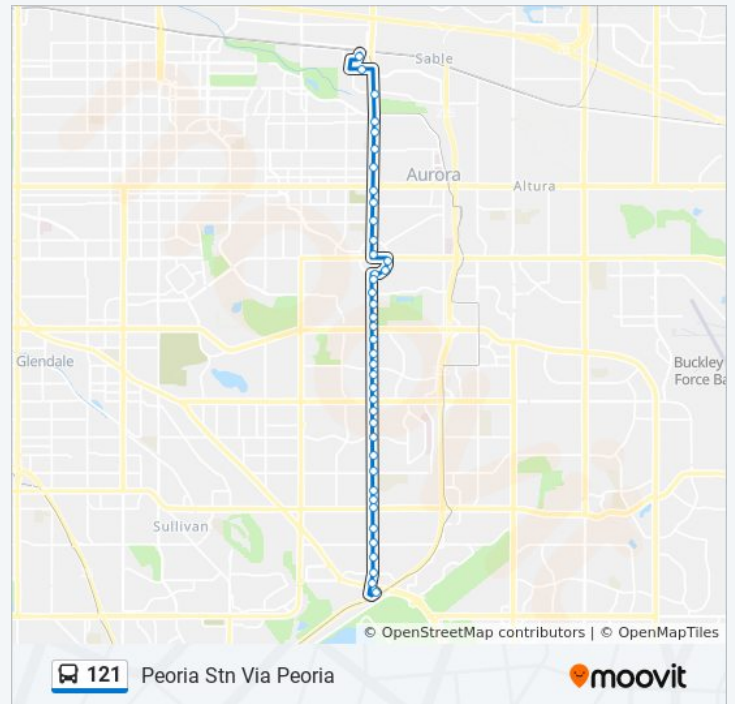 Sable
Aurora
Altura
Glendale
Buckley
Force Ba
Sullivan
© OpenStreetMap contributors | © OpenMapTiles
121 Peoria Stn Via Peoria
moovit